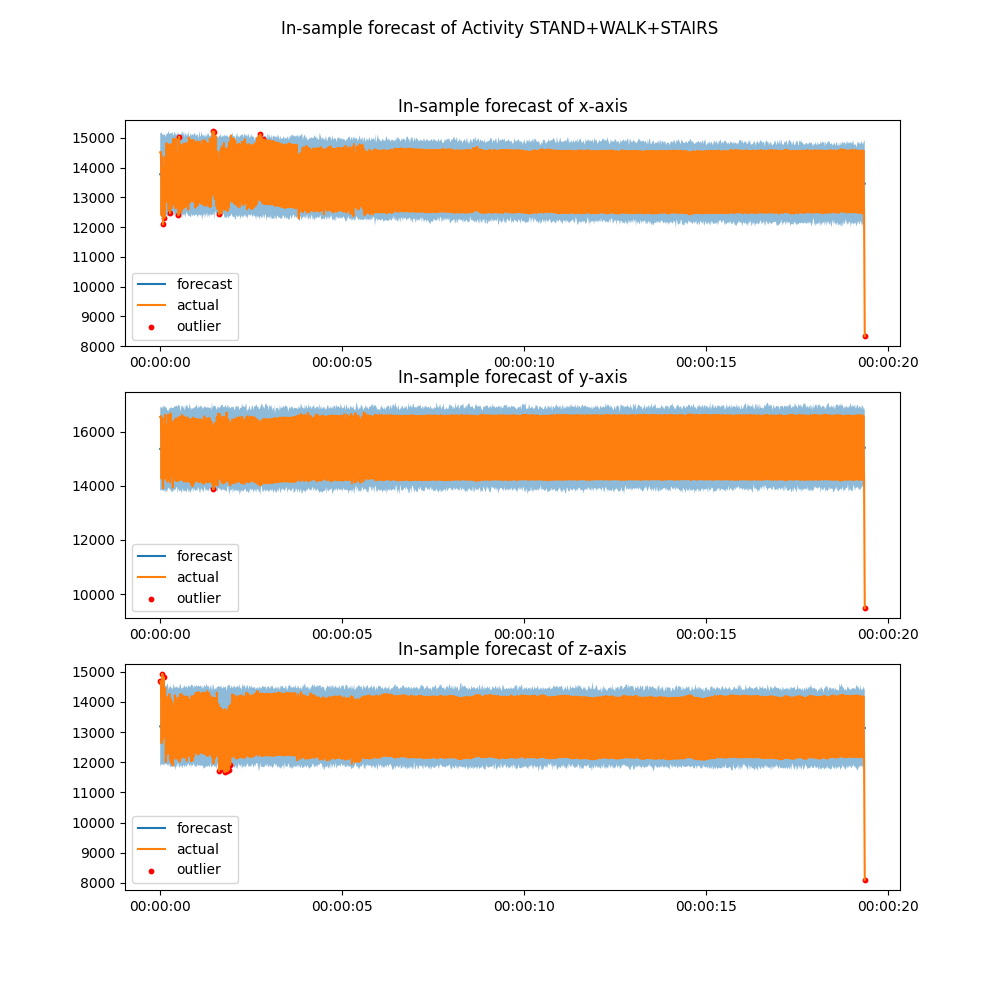 In-sample forecast of Activity STAND+WALK+STAIRS
In-sample forecast of x-axis
15000
14000
13000
12000
11000
10000
9000
8000
forecast
actual
outlier
00:00:00 00:00:05 00:00:10 00:00:15 00:00:20
In-sample forecast of y-axis
16000
14000
12000
10000
forecast
actual
outlier
00:00:00 00:00:05 00:00:10 00:00:15 00:00:20
In-sample forecast of z-axis
15000
14000
13000
12000
11000
10000
9000
8000
forecast
actual
outlier
00:00:00 00:00:05 00:00:10 00:00:15 00:00:20